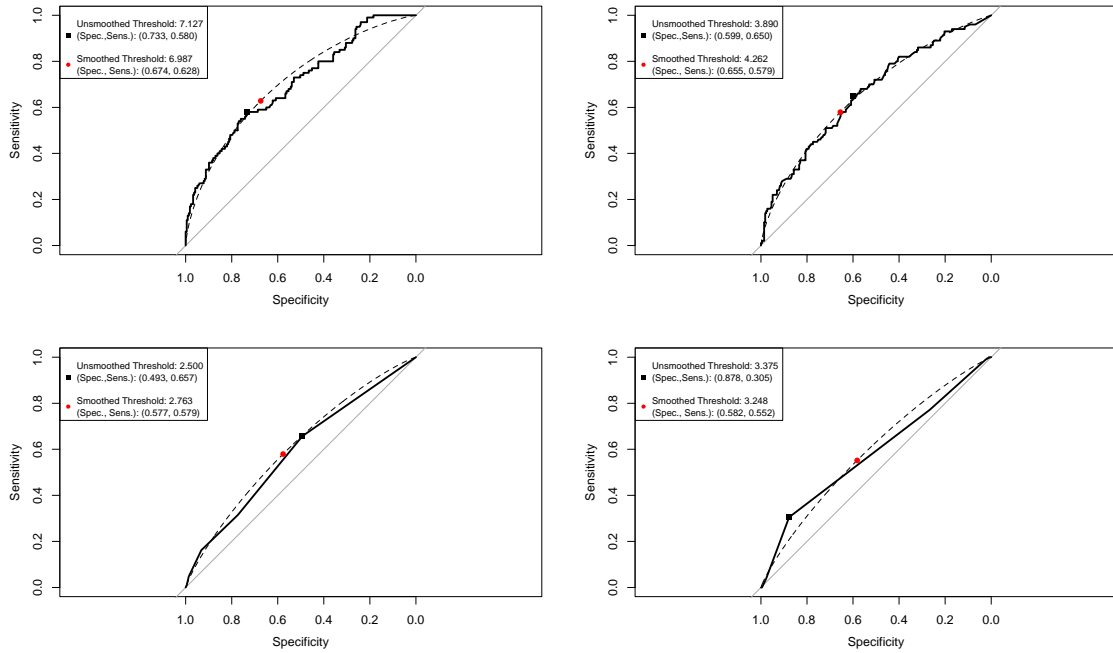 Unsmoothed Threshold: 7.127
(Spec.,Sens.): (0.733, 0.580)
Smoothed Threshold: 6.987
(Spec., Sens.): (0.674, 0.628)
Sensitivity
0.0 0.2 0.4 0.6 0.8 1.0
1.0 0.8 0.6 0.4 0.2 0.0
Specificity
Unsmoothed Threshold: 3.890
(Spec.,Sens.): (0.599, 0.650)
Smoothed Threshold: 4.262
(Spec., Sens.): (0.655, 0.579)
Sensitivity
0.0 0.2 0.4 0.6 0.8 1.0
1.0 0.8 0.6 0.4 0.2 0.0
Specificity
Unsmoothed Threshold: 2.500
(Spec.,Sens.): (0.493, 0.657)
Smoothed Threshold: 2.763
(Spec., Sens.): (0.577, 0.579)
Sensitivity
0.0 0.2 0.4 0.6 0.8 1.0
1.0 0.8 0.6 0.4 0.2 0.0
Specificity
Unsmoothed Threshold: 3.375
(Spec.,Sens.): (0.878, 0.305)
Smoothed Threshold: 3.248
(Spec., Sens.): (0.582, 0.552)
Sensitivity
0.0 0.2 0.4 0.6 0.8 1.0
1.0 0.8 0.6 0.4 0.2 0.0
Specificity